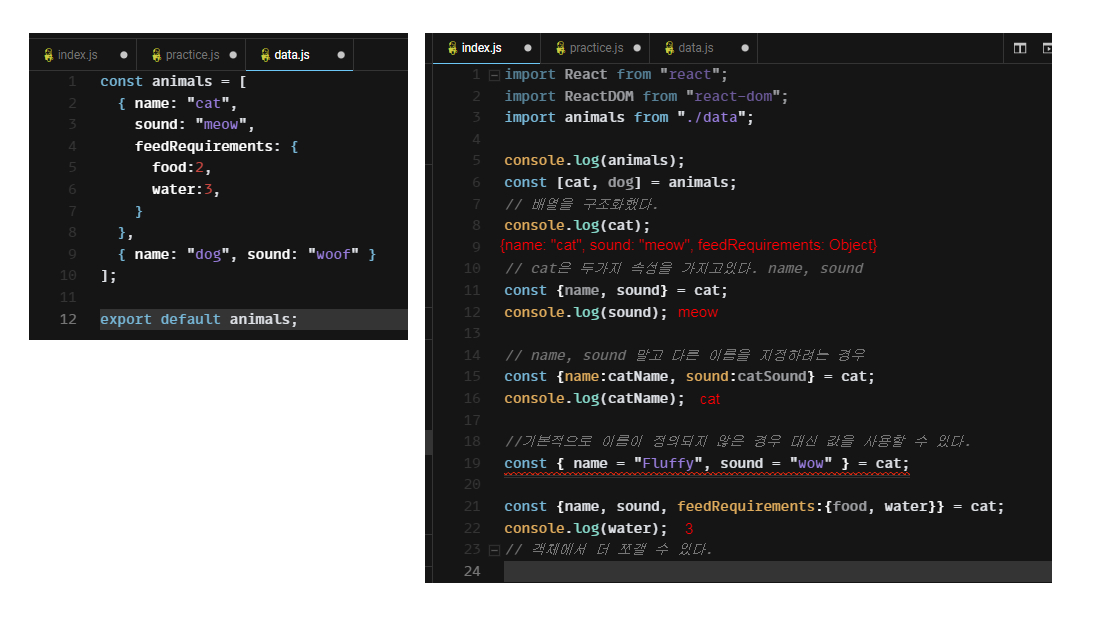 index.js
practice.js
data.js
1 const animals = [
2 { name: "cat",
3 sound: "meow",
4 feedRequirements: {
5 food:2,
6 water:3,
7 }
8 },
9 { name: "dog", sound: "woof" }
10 ];
11
12 export default animals;
index.js
practice.js
data.js
1 import React from "react";
2 import ReactDOM from "react-dom";
3 import animals from "./data";
4
5 console.log(animals);
6 const [cat, dog] = animals;
7 // 배열을 구조화했다.
8 console.log(cat);
9 {name: "cat", sound: "meow", feedRequirements: Object}
10 // cat은 두가지 속성을 가지고있다. name, sound
11 const {name, sound} = cat;
12 console.log(sound); meow
13
14 // name, sound 말고 다른 이름을 지정하려는 경우
15 const {name:catName, sound:catSound} = cat;
16 console.log(catName); cat
17
18 //기본적으로 이름이 정의되지 않은 경우 대신 값을 사용할 수 있다.
19 const { name = "Fluffy", sound = "wow" } = cat;
20
21 const {name, sound, feedRequirements:{food, water}} = cat;
22 console.log(water); 3
23 // 객체에서 더 쪼갤 수 있다.
24